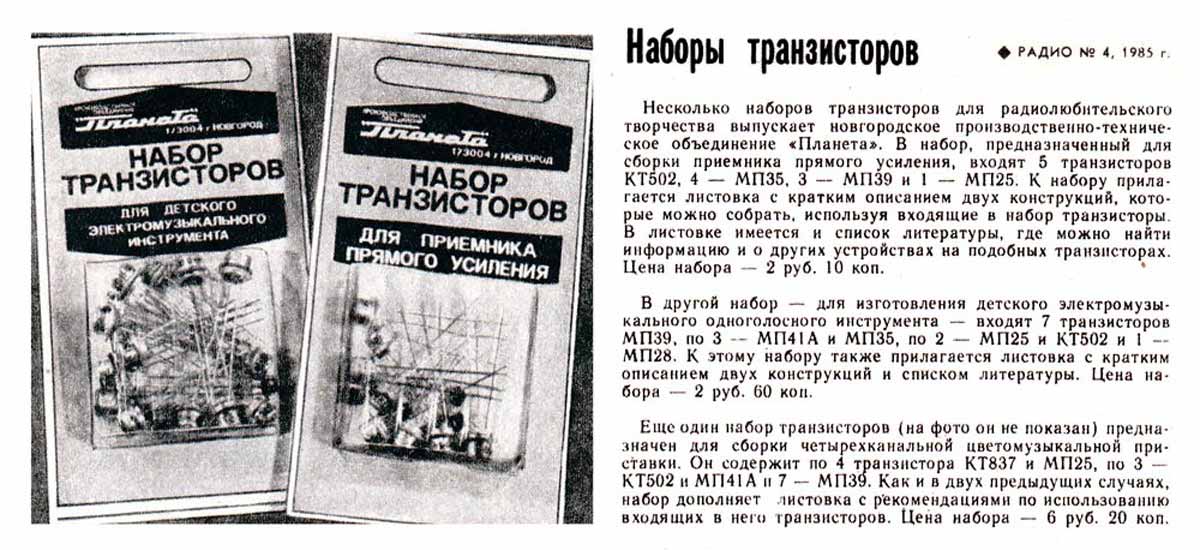 ПРОИЗВОДСТВЕННОЕ
ОБЪЕДИНЕНИЕ
Планета
173004 г НОВГОРОД
НАБОР
ТРАНЗИСТОРОВ
ДЛЯ ДЕТСКОГО
ЭЛЕКТРОМУЗЫКАЛЬНОГО
ИНСТРУМЕНТА
ПРОИЗВОДСТВЕННОЕ
ОБЪЕДИНЕНИЕ
Планета
173004 г НОВГОРОД
НАБОР
ТРАНЗИСТОРОВ
ДЛЯ ПРИЕМНИКА
ПРЯМОГО УСИЛЕНИЯ
Наборы транзисторов
◆ РАДИО № 4, 1985 г.
Несколько наборов транзисторов для радиолюбительского
творчества выпускает новгородское производственно-техниче-
ское объединение «Планета». В набор, предназначенный для
сборки приемника прямого усиления, входят 5 транзисторов
КТ502, 4 — МП35, 3 — МП39 и 1 — МП25. К набору прила-
гается листовка с кратким описанием двух конструкций, кото-
рые можно собрать, используя входящие в набор транзисторы.
В листовке имеется и список литературы, где можно найти
информацию и о других устройствах на подобных транзисторах.
Цена набора — 2 руб. 10 коп.
В другой набор — для изготовления детского электромузы-
кального одноголосного инструмента — входят 7 транзисторов
МП39, по 3 — МП41А и МП35, по 2 — МП25 и КТ502 и 1 —
МП28. К этому набору также прилагается листовка с кратким
описанием двух конструкций и списком литературы. Цена на-
бора — 2 руб. 60 коп.
Еще один набор транзисторов (на фото он не показан) предна-
значен для сборки четырехканальной цветомузыкальной при-
ставки. Он содержит по 4 транзистора КТ837 и МП25, по 3 —
КТ502 и МП41А и 7 — МП39. Как и в двух предыдущих случаях,
набор дополняет листовка с рекомендациями по использованию
входящих в него транзисторов. Цена набора — 6 руб. 20 коп.